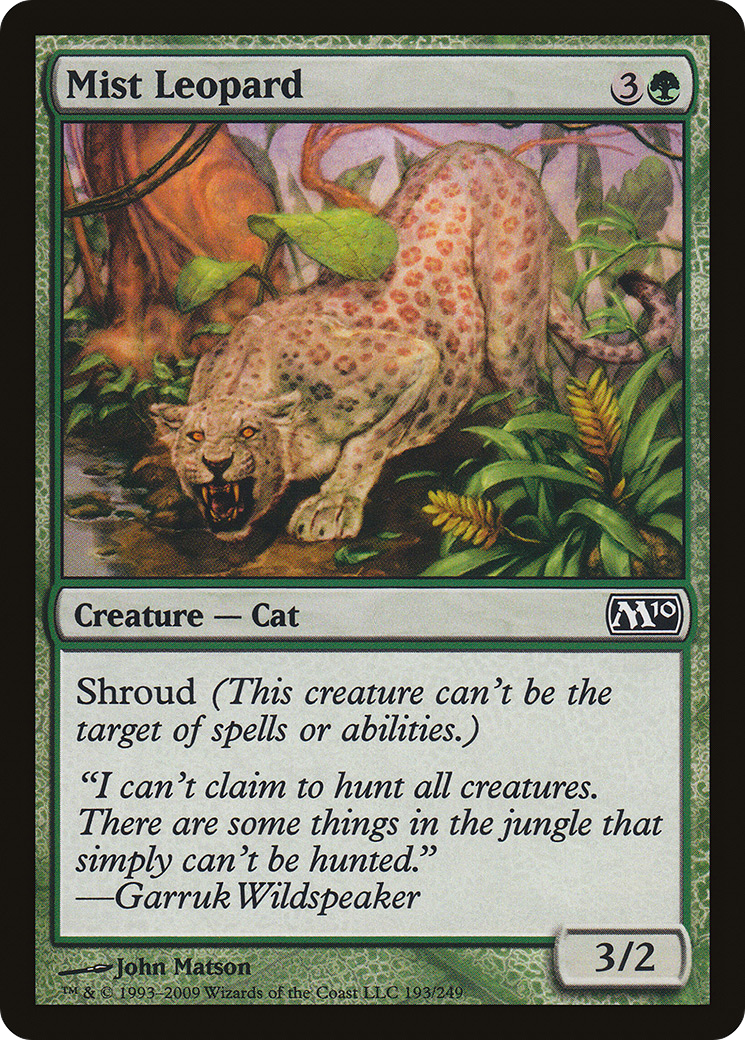 Mist Leopard
3
Creature — Cat
M10
Shroud (This creature can't be the
target of spells or abilities.)
“I can't claim to hunt all creatures.
There are some things in the jungle that
simply can't be hunted.”
—Garruk Wildspeaker
3/2
John Matson
™ & © 1993–2009 Wizards of the Coast LLC 193/249